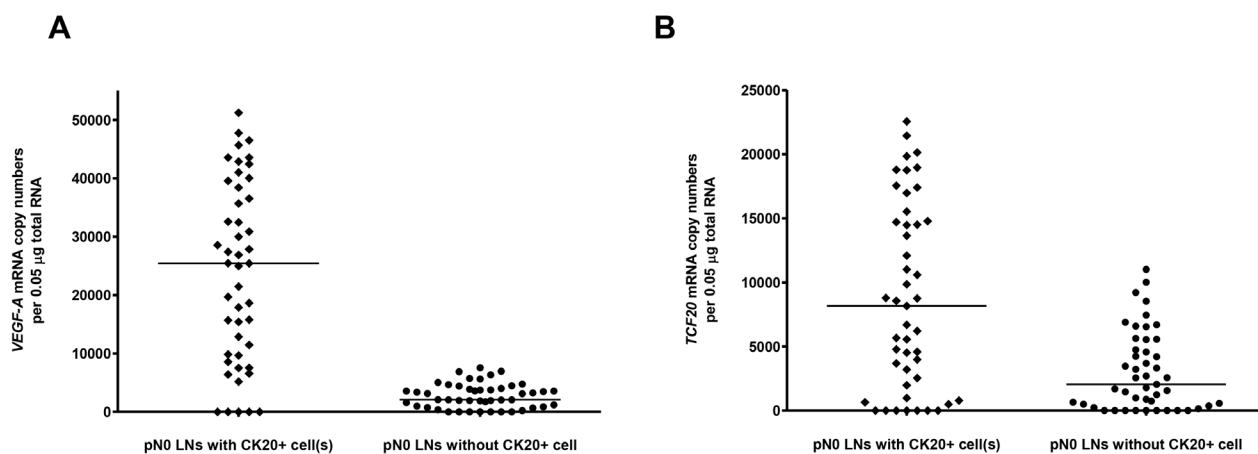 A
VEGF-A mRNA copy numbers
per 0.05 µg total RNA
50000
40000
30000
20000
10000
0
pN0 LNs with CK20+ cell(s)
pN0 LNs without CK20+ cell
B
TCF20 mRNA copy numbers
per 0.05 µg total RNA
25000
20000
15000
10000
5000
0
pN0 LNs with CK20+ cell(s)
pN0 LNs without CK20+ cell